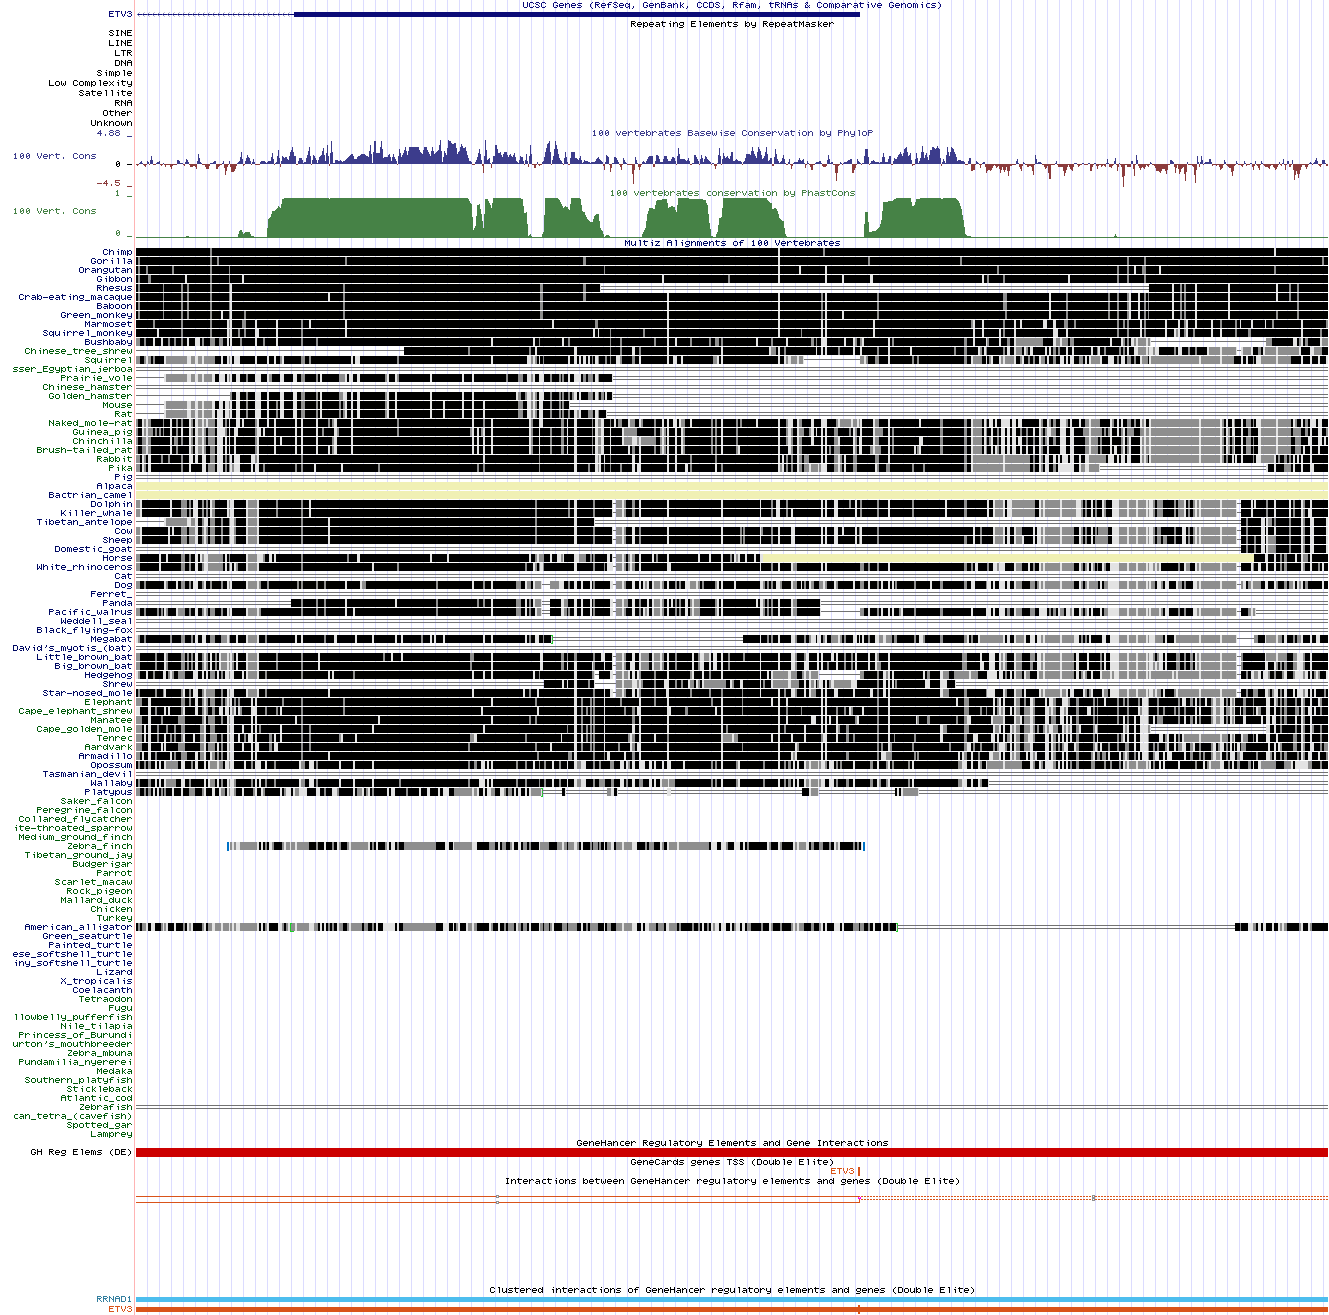 UCSC Genes (RefSeq, GenBank, CCDS, Rfam, tRNAs & Comparative Genomics)
ETV3
Repeating Elements by RepeatMasker
SINE
LINE
LTR
DNA
Simple
Low Complexity
Satellite
RNA
Other
Unknown
4.88 _
100 vertebrates Basewise Conservation by PhyloP
100 Vert. Cons
0 _
-4.5 _
1 _
100 vertebrates conservation by PhastCons
100 Vert. Cons
0 _
Multiz Alignments of 100 Vertebrates
Chimp
Gorilla
Orangutan
Gibbon
Rhesus
Crab-eating_macaque
Baboon
Green_monkey
Marmoset
Squirrel_monkey
Bushbaby
Chinese_tree_shrew
Squirrel
sser_Egyptian_jerboa
Prairie_vole
Chinese_hamster
Golden_hamster
Mouse
Rat
Naked_mole-rat
Guinea_pig
Chinchilla
Brush-tailed_rat
Rabbit
Pika
Pig
Alpaca
Bactrian_camel
Dolphin
Killer_whale
Tibetan_antelope
Cow
Sheep
Domestic_goat
Horse
White_rhinoceros
Cat
Dog
Ferret_
Panda
Pacific_walrus
Weddell_seal
Black_flying-fox
Megabat
David's_myotis_(bat)
Little_brown_bat
Big_brown_bat
Hedgehog
Shrew
Star-nosed_mole
Elephant
Cape_elephant_shrew
Manatee
Cape_golden_mole
Tenrec
Aardvark
Armadillo
Opossum
Tasmanian_devil
Wallaby
Platypus
Saker_falcon
Peregrine_falcon
Collared_flycatcher
ite-throated_sparrow
Medium_ground_finch
Zebra_finch
Tibetan_ground_jay
Budgerigar
Parrot
Scarlet_macaw
Rock_pigeon
Mallard_duck
Chicken
Turkey
American_alligator
Green_seaturtle
Painted_turtle
ese_softshell_turtle
iny_softshell_turtle
Lizard
X_tropicalis
Coelacanth
Tetraodon
Fugu
llowbelly_pufferfish
Nile_tilapia
Princess_of_Burundi
urton's_mouthbreeder
Zebra_mbuna
Pundamilia_nyererei
Medaka
Southern_platyfish
Stickleback
Atlantic_cod
Zebrafish
can_tetra_(cavefish)
Spotted_gar
Lamprey
GeneHancer Regulatory Elements and Gene Interactions
GH Reg Elems (DE)
GeneCards genes TSS (Double Elite)
ETV3
Interactions between GeneHancer regulatory elements and genes (Double Elite)
Clustered interactions of GeneHancer regulatory elements and genes (Double Elite)
RRNAD1
ETV3